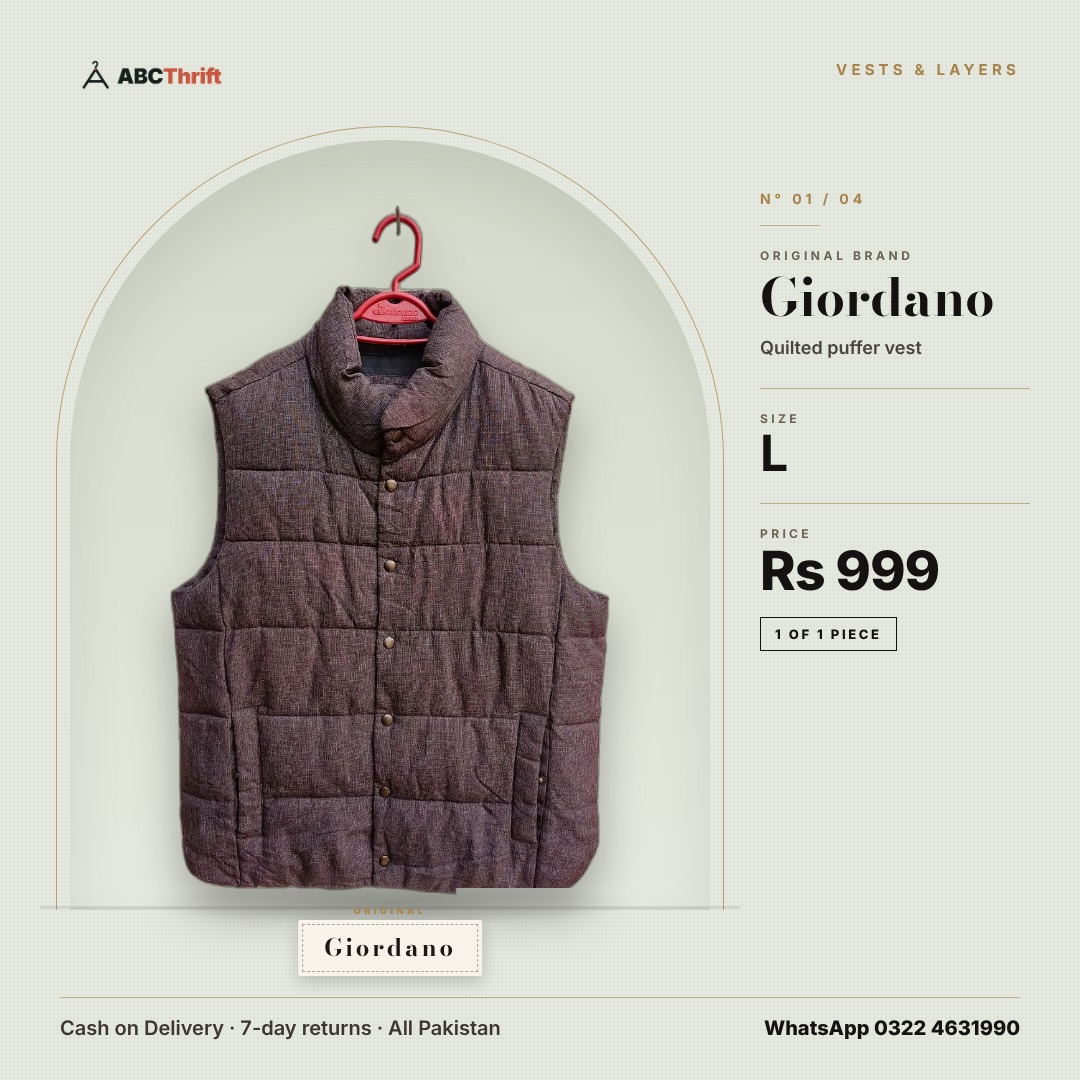 ABCThrift
VESTS & LAYERS
N° 01 / 04
ORIGINAL BRAND
Giordano
Quilted puffer vest
SIZE
L
PRICE
Rs 999
1 OF 1 PIECE
ORIGINAL
Giordano
Cash on Delivery · 7-day returns · All Pakistan
WhatsApp 0322 4631990